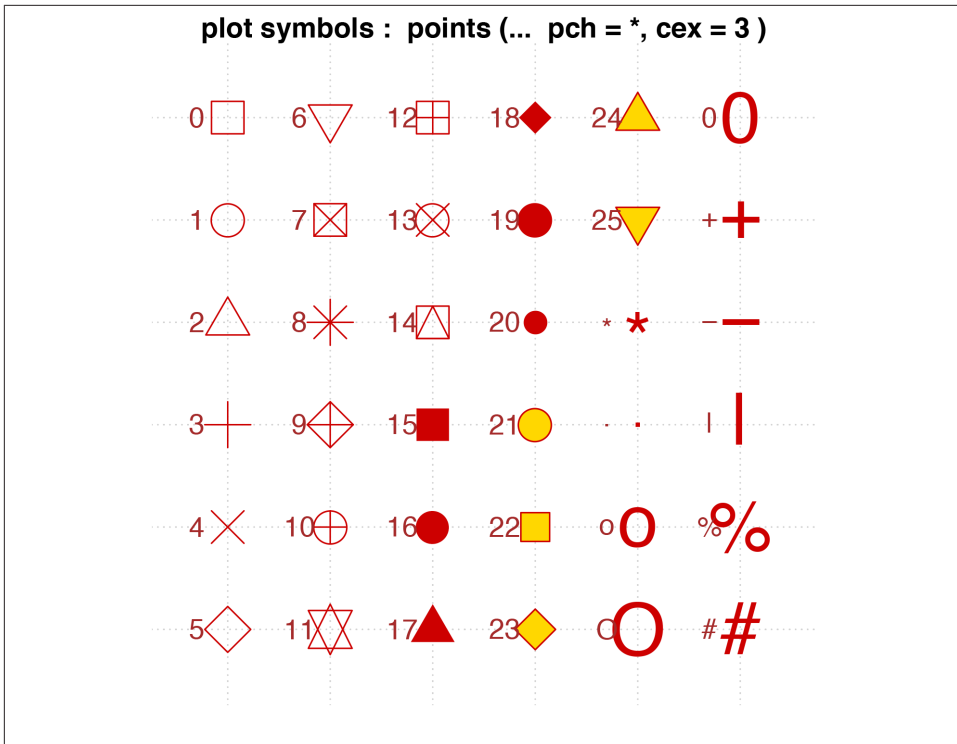 plot symbols :  points (...  pch = *, cex = 3 )
0 6 12 18 24 0 0
1 7 13 19 25 + +
2 8 14 20 * * – –
3 9 15 21 . . | |
4 10 16 22 o o % %
5 11 17 23 O O # #